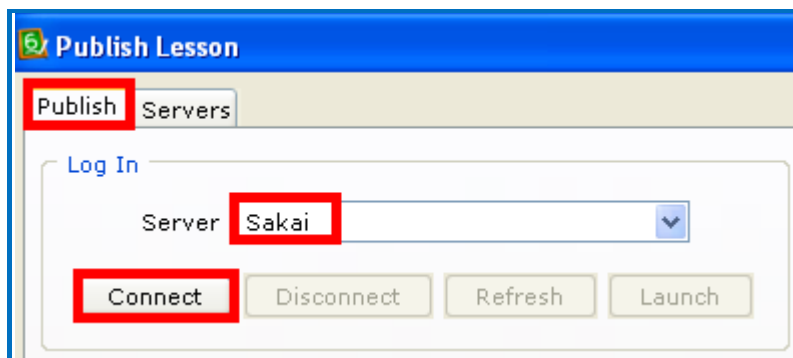 Publish Lesson
Publish Servers
Log In
Server Sakai
Connect Disconnect Refresh Launch